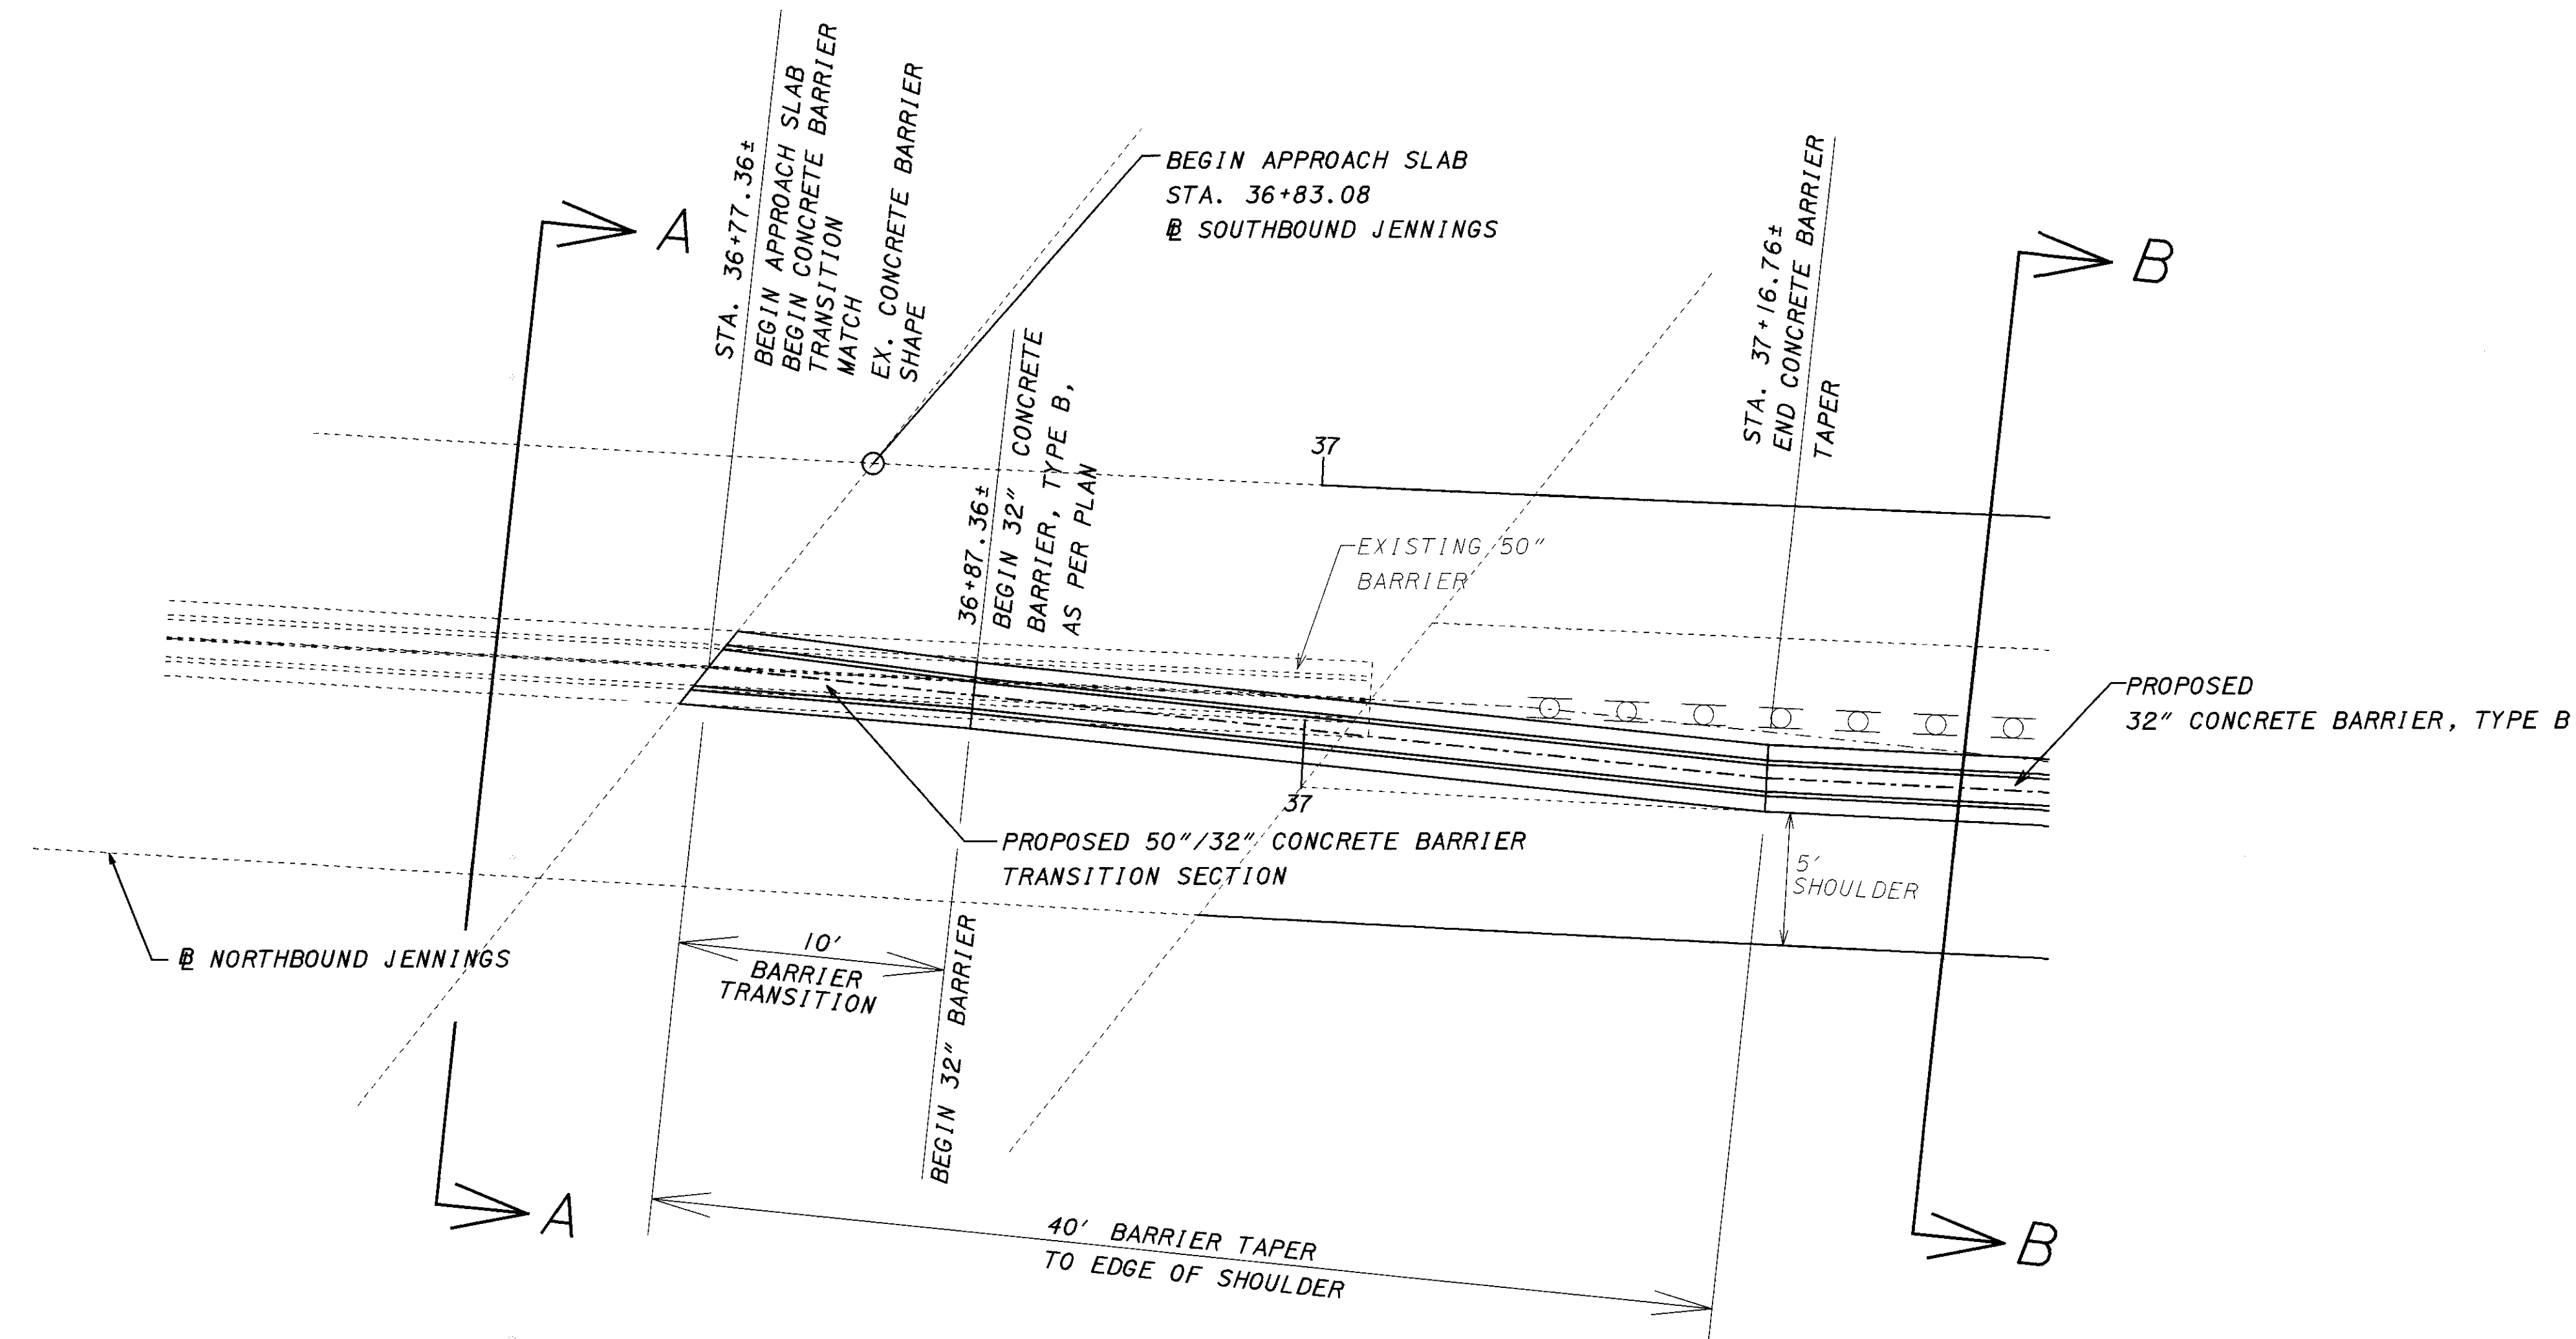 STA. 36+77.36±
BEGIN APPROACH SLAB
BEGIN CONCRETE BARRIER
TRANSITION
MATCH
EX. CONCRETE BARRIER
SHAPE
BEGIN APPROACH SLAB
STA. 36+83.08
℄ SOUTHBOUND JENNINGS
A
B
STA. 37+16.76±
END CONCRETE BARRIER
TAPER
36+87.36±
BEGIN 32" CONCRETE
BARRIER, TYPE B,
AS PER PLAN
37
EXISTING 50"
BARRIER
PROPOSED
32" CONCRETE BARRIER, TYPE B
37
PROPOSED 50"/32" CONCRETE BARRIER
TRANSITION SECTION
5'
SHOULDER
℄ NORTHBOUND JENNINGS
10'
BARRIER
TRANSITION
BEGIN 32" BARRIER
A
B
40' BARRIER TAPER
TO EDGE OF SHOULDER